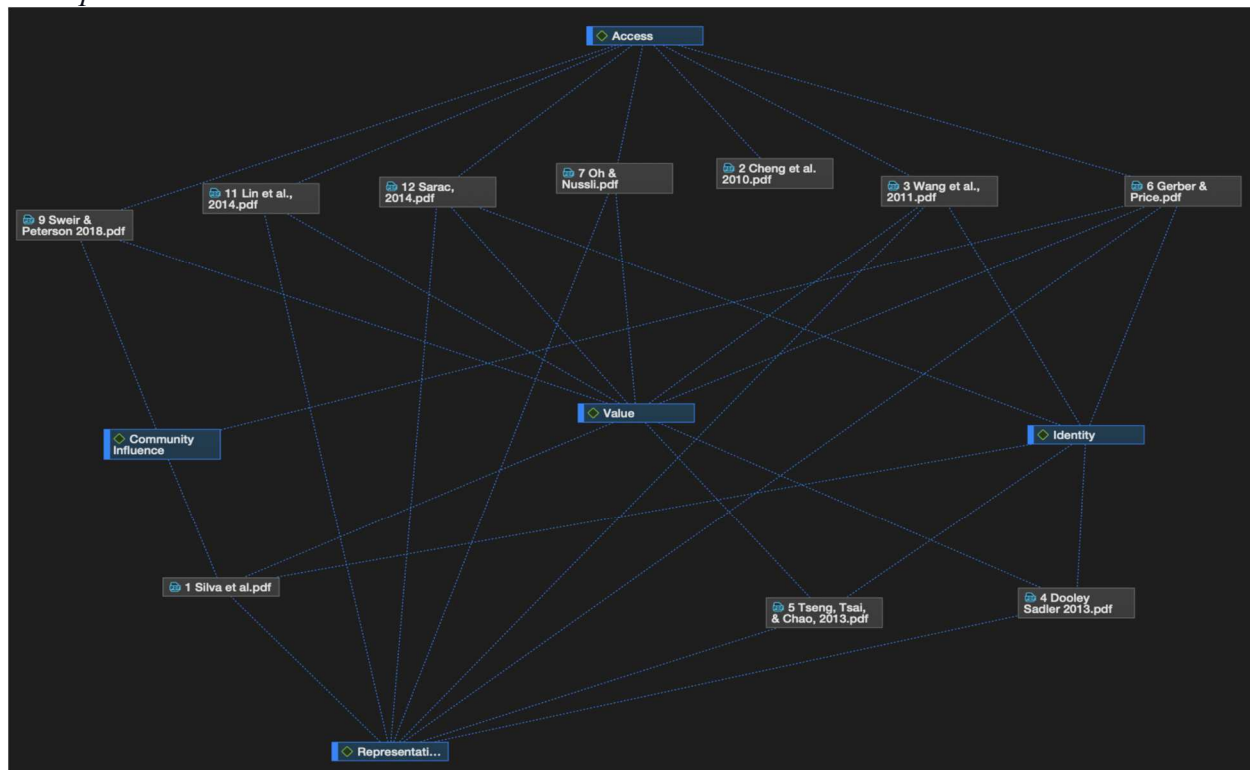 Access
7 Oh &
Nussli.pdf
2 Cheng et al.
2010.pdf
11 Lin et al.,
2014.pdf
12 Sarac,
2014.pdf
3 Wang et al.,
2011.pdf
6 Gerber &
Price.pdf
9 Sweir &
Peterson 2018.pdf
Value
Community
Influence
Identity
1 Silva et al.pdf
5 Tseng, Tsai,
& Chao, 2013.pdf
4 Dooley
Sadler 2013.pdf
Representati...